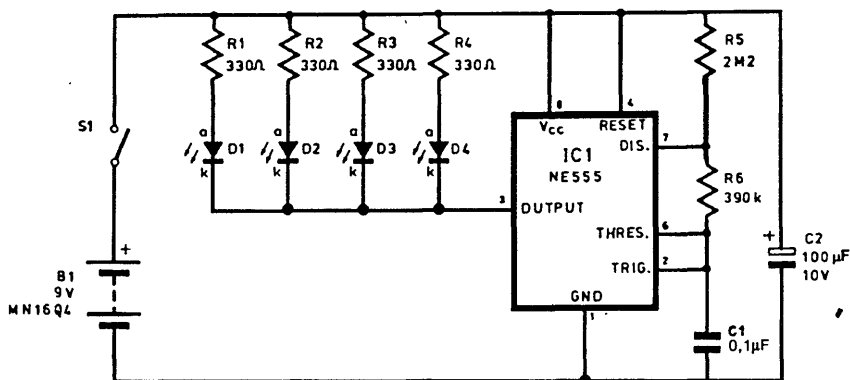 R1
330Ω
R2
330Ω
R3
330Ω
R4
330Ω
R5
2M2
S1
a
D1
k
a
D2
k
a
D3
k
a
D4
k
8
4
Vcc
RESET
7
DIS.
IC1
NE555
3
DUTPUT
R6
390k
THRES.
6
TRIG.
2
GND
1
+
B1
9V
MN16Q4
+
C2
100µF
10V
C1
0,1µF